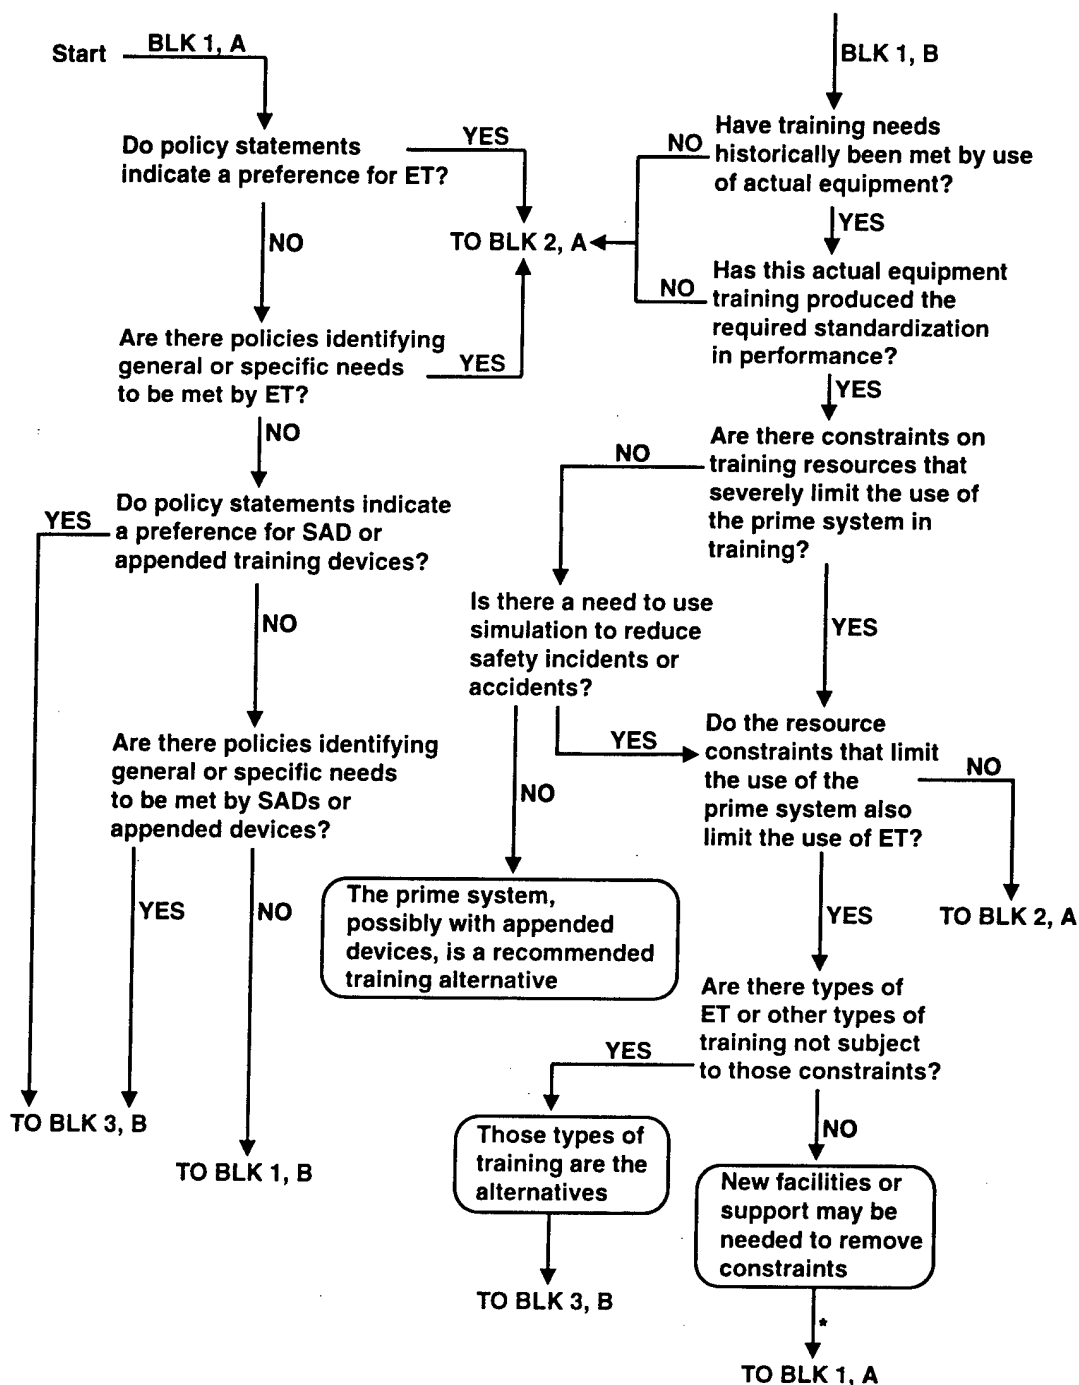 Start
BLK 1, A
Do policy statements
indicate a preference for ET?
YES
NO
TO BLK 2, A
Are there policies identifying
general or specific needs
to be met by ET?
YES
NO
Do policy statements indicate
a preference for SAD or
appended training devices?
YES
NO
Are there policies identifying
general or specific needs
to be met by SADs or
appended devices?
YES
NO
TO BLK 3, B
TO BLK 1, B
BLK 1, B
Have training needs
historically been met by use
of actual equipment?
NO
YES
Has this actual equipment
training produced the
required standardization
in performance?
NO
YES
Are there constraints on
training resources that
severely limit the use of
the prime system in
training?
NO
YES
Is there a need to use
simulation to reduce
safety incidents or
accidents?
YES
NO
The prime system,
possibly with appended
devices, is a recommended
training alternative
Do the resource
constraints that limit
the use of the
prime system also
limit the use of ET?
NO
TO BLK 2, A
YES
Are there types of
ET or other types of
training not subject
to those constraints?
YES
Those types of
training are the
alternatives
TO BLK 3, B
NO
New facilities or
support may be
needed to remove
constraints
*
TO BLK 1, A